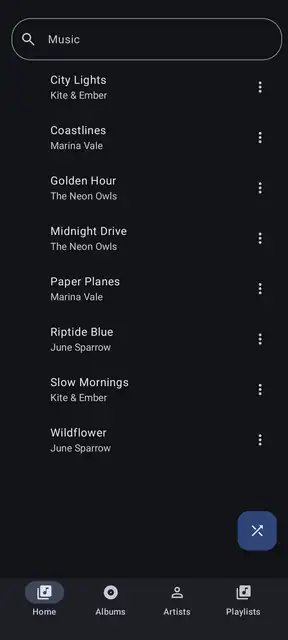 Music
City Lights
Kite & Ember
Coastlines
Marina Vale
Golden Hour
The Neon Owls
Midnight Drive
The Neon Owls
Paper Planes
Marina Vale
Riptide Blue
June Sparrow
Slow Mornings
Kite & Ember
Wildflower
June Sparrow
Home Albums Artists Playlists